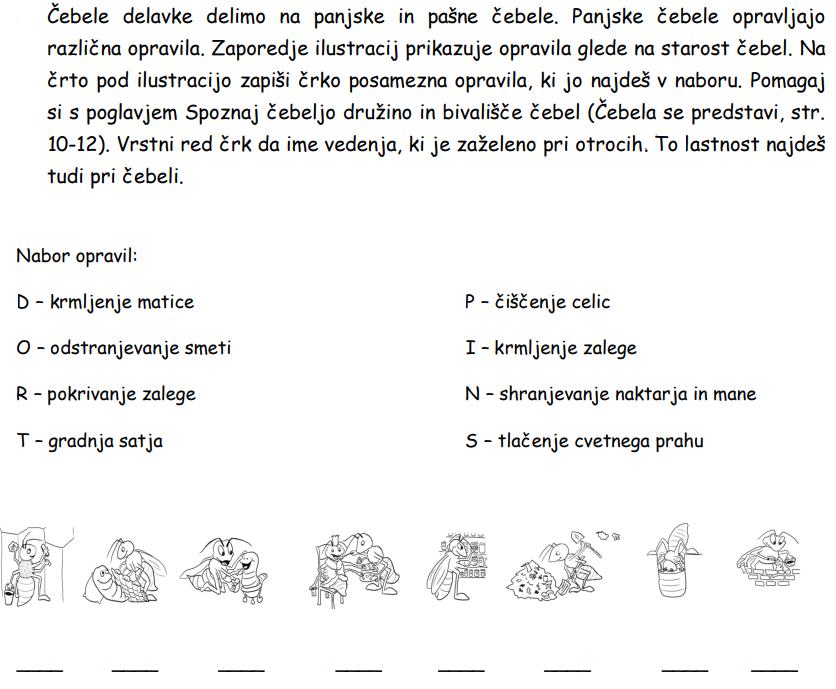 Čebele delavke delimo na panjske in pašne čebele. Panjske čebele opravljajo
različna opravila. Zaporedje ilustracij prikazuje opravila glede na starost čebel. Na
črto pod ilustracijo zapiši črko posamezna opravila, ki jo najdeš v naboru. Pomagaj
si s poglavjem Spoznaj čebeljo družino in bivališče čebel (Čebela se predstavi, str.
10-12). Vrstni red črk da ime vedenja, ki je zaželeno pri otrocih. To lastnost najdeš
tudi pri čebeli.
Nabor opravil:
D – krmljenje matice
P – čiščenje celic
O – odstranjevanje smeti
I – krmljenje zalege
R – pokrivanje zalege
N – shranjevanje naktarja in mane
T – gradnja satja
S – tlačenje cvetnega prahu